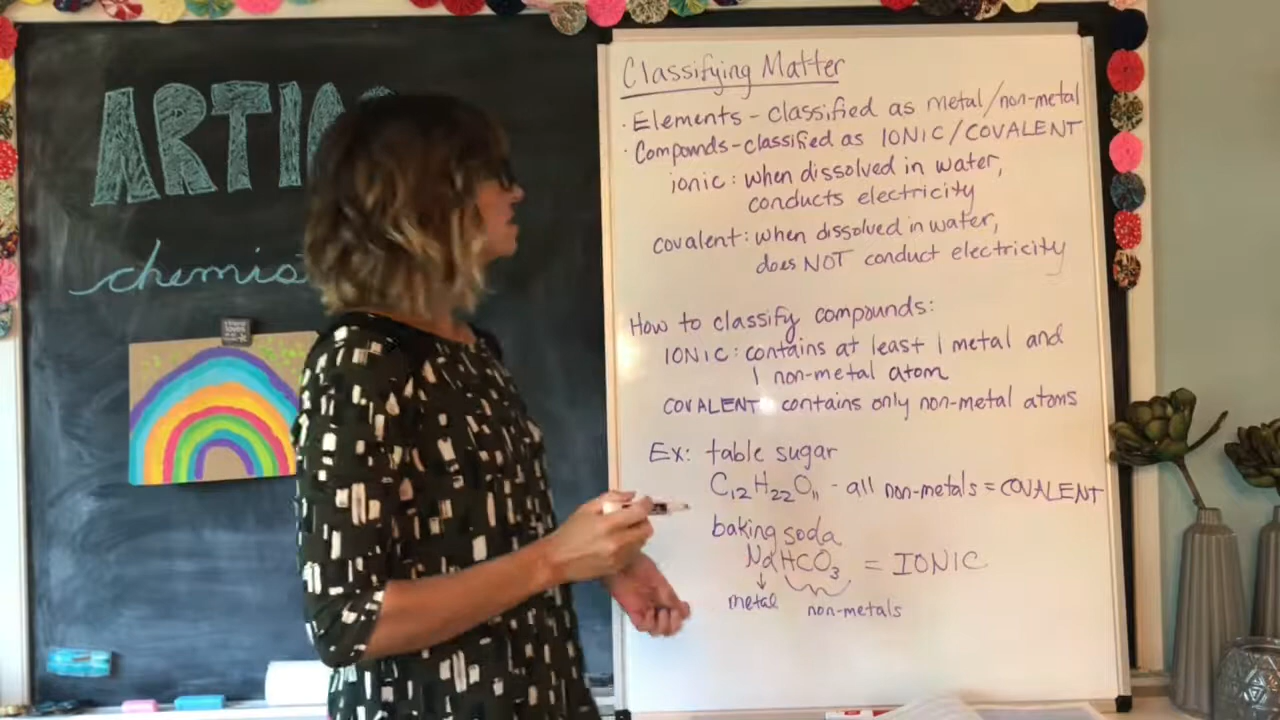 Classifying Matter
· Elements - classified as metal/non-metal
· Compounds - classified as IONIC/COVALENT
ionic: when dissolved in water,
conducts electricity
covalent: when dissolved in water,
does NOT conduct electricity
How to classify compounds:
IONIC: contains at least 1 metal and
1 non-metal atom
COVALENT contains only non-metal atoms
Ex: table sugar
C12H22O11 - all non-metals = COVALENT
baking soda
NaHCO3 = IONIC
metal non-metals